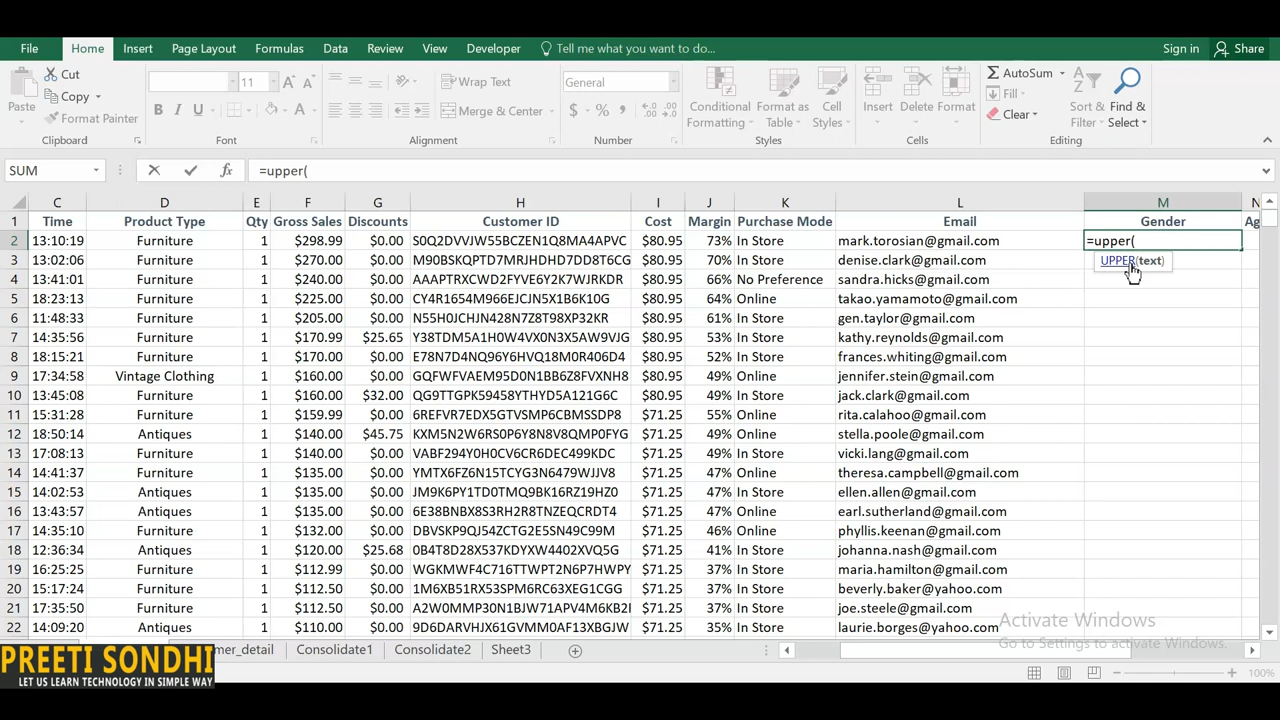 File Home Insert Page Layout Formulas Data Review View Developer Tell me what you want to do... Sign in Share
Cut
Copy
Format Painter
Paste
Clipboard
11
B I U A
Font
Wrap Text
Merge & Center
Alignment
General
$ %
Number
Conditional Formatting
Format as Table
Cell Styles
Styles
Insert Delete Format
Cells
AutoSum
Fill
Clear
Sort & Filter
Find & Select
Editing
SUM fx =upper(
C D E F G H I J K L M N
1 Time Product Type Qty Gross Sales Discounts Customer ID Cost Margin Purchase Mode Email Gender Ag
2 13:10:19 Furniture 1 $298.99 $0.00 S0Q2DVVJW55BCZEN1Q8MA4APVC $80.95 73% In Store mark.torosian@gmail.com =upper(
3 13:02:06 Furniture 1 $260.00 $0.00 M90BSKQPTD7MRJHDHD7DD8T6D $80.95 70% In Store denise.clark@gmail.com UPPER(text)
4 13:41:01 Furniture 1 $240.00 $0.00 AAAPTRXCWD2FYVE6Y2K7WJRKDP $80.95 66% No Preference sandra.hicks@gmail.com
5 18:23:13 Furniture 1 $225.00 $0.00 CY4R1654M966EJCJN5X1B6K10G $80.95 64% Online takao.yamamoto@gmail.com
6 11:48:33 Furniture 1 $205.00 $0.00 N55H0JCHJN428N7Z8T98XP32KR $80.95 61% In Store gen.taylor@gmail.com
7 14:35:56 Furniture 1 $170.99 $25.65 Y38TDM5A1H0W4VX0N3X5AW9VJG $80.95 53% In Store kathy.reynolds@gmail.com
8 18:15:21 Furniture 1 $170.00 $0.00 E78N7D4NQ96Y6HVQ18M0R406D4 $80.95 52% In Store frances.whiting@gmail.com
9 17:34:58 Vintage Clothing 1 $160.00 $0.00 GQFWFVAEM95D0N1BB6Z8FVXNH8 $80.95 49% Online jennifer.stein@gmail.com
10 13:45:08 Furniture 1 $160.00 $32.00 QG9TTGPK59458YTHYD5A121G6C $80.95 49% In Store jack.clark@gmail.com
11 15:31:28 Furniture 1 $159.99 $0.00 6REFVR7EDX5GTVSMP6CBMSSDP8 $71.25 55% Online rita.calahoo@gmail.com
12 18:50:14 Antiques 1 $140.00 $45.75 KXM5N2W6RS0P6Y8N8V8QMP0FYG $71.25 49% Online stella.poole@gmail.com
13 17:08:13 Furniture 1 $140.00 $0.00 VABF294Y0H0CV6CR6DEC499KDC $71.25 49% In Store vicki.lang@gmail.com
14 14:41:37 Furniture 1 $135.00 $0.00 YMTX6FZ6N15TCYG3N6479WJJV8 $71.25 47% Online theresa.campbell@gmail.com
15 14:02:53 Antiques 1 $135.00 $0.00 JM9K6PY1TD0TMQ9BK16RZ19HZ0 $71.25 47% In Store ellen.allen@gmail.com
16 13:43:57 Antiques 1 $135.00 $0.00 6E38BNBX8S3RH2R8TNZEQCRDT4 $71.25 47% Online earl.sutherland@gmail.com
17 14:35:10 Furniture 1 $132.00 $0.00 DBVSKP9QJ54ZCTG2E5SN49C99M $71.25 46% Online phyllis.keenan@gmail.com
18 12:36:34 Antiques 1 $120.00 $25.68 0B4T8D28X537KDYXW4402XVQ5G $71.25 41% In Store johanna.nash@gmail.com
19 16:25:25 Furniture 1 $112.99 $0.00 WGKMWF4C716TTWPT2N6P7HWPY $71.25 37% In Store maria.hamilton@gmail.com
20 15:17:24 Furniture 1 $112.50 $0.00 1M6XB51RX53SPM6RC63XEG1CGG $71.25 37% In Store beverly.baker@yahoo.com
21 17:35:50 Furniture 1 $112.50 $0.00 A2W0MMP30N1BJW71APV4M6KB2 $71.25 37% In Store joe.steele@gmail.com
22 14:09:20 Antiques 1 $110.00 $0.00 9D6DARVHJX61GVMM0AF13XBGJW $71.25 35% In Store laurie.borges@yahoo.com
Activate Windows
Go to Settings to activate Windows.
mer_detail Conslidate1 Consolidate2 Sheet3
100%
PREETI SONDHI
LET US LEARN TECHNOLOGY IN SIMPLE WAY